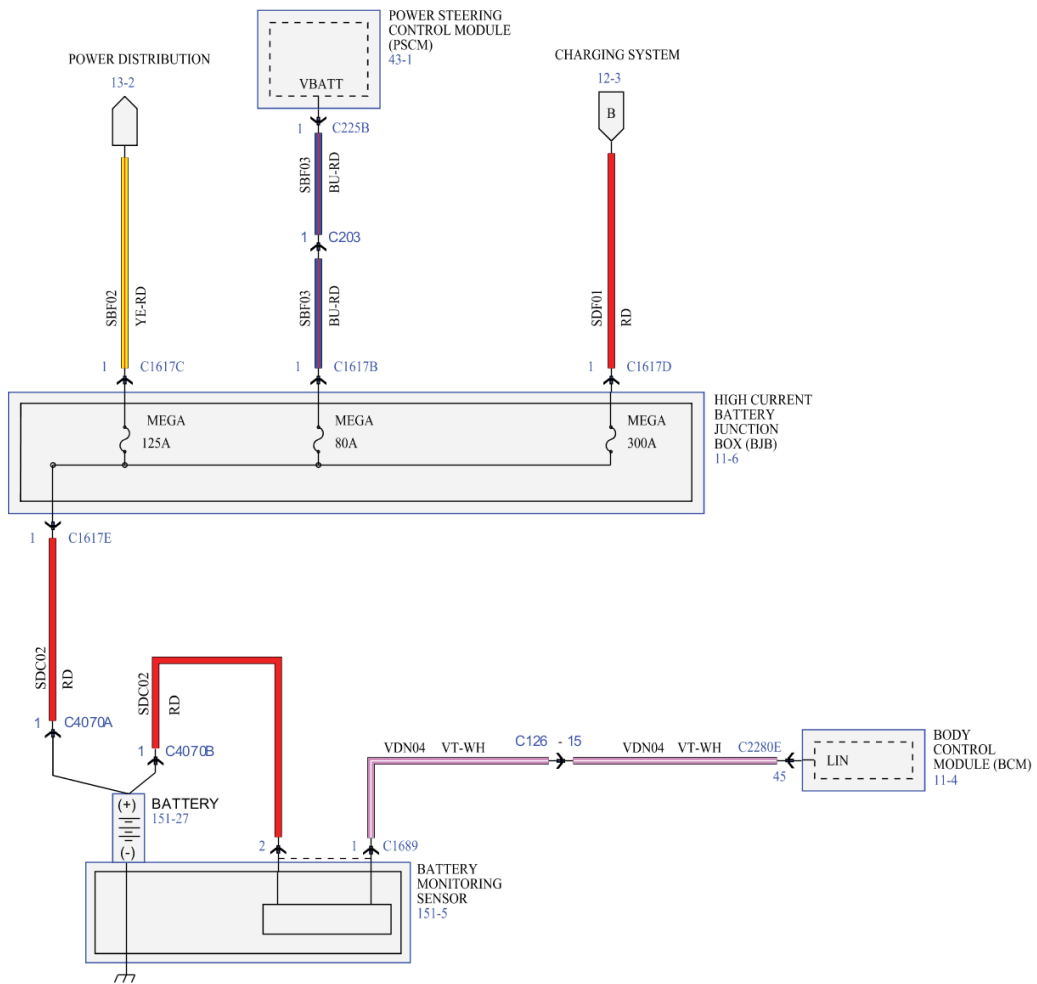 POWER STEERING
CONTROL MODULE
(PSCM)
43-1
POWER DISTRIBUTION
13-2
CHARGING SYSTEM
12-3
VBATT
B
1 C225B
SBF03
BU-RD
1 C203
SBF02
YE-RD
SBF03
BU-RD
SDF01
RD
1 C1617C
1 C1617B
1 C1617D
HIGH CURRENT
BATTERY
JUNCTION
BOX (BJB)
11-6
MEGA
125A
MEGA
80A
MEGA
300A
1 C1617E
SDC02
RD
SDC02
RD
1 C4070A
1 C4070B
VDN04 VT-WH
C126 - 15
VDN04 VT-WH
C2280E
45
LIN
BODY
CONTROL
MODULE (BCM)
11-4
(+)
(-)
BATTERY
151-27
2
1 C1689
BATTERY
MONITORING
SENSOR
151-5